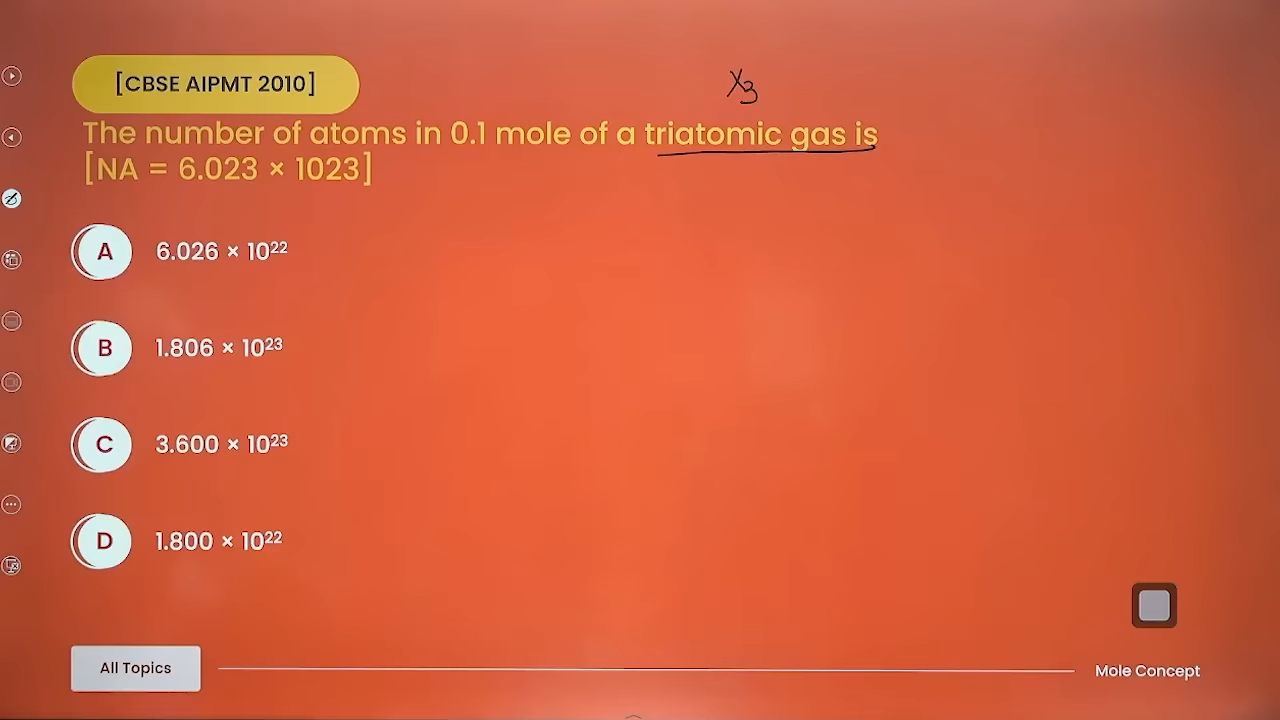 [CBSE AIPMT 2010]
X3
The number of atoms in 0.1 mole of a triatomic gas is
[NA = 6.023 × 1023]
A 6.026 × 10²²
B 1.806 × 10²³
C 3.600 × 10²³
D 1.800 × 10²²
All Topics
Mole Concept